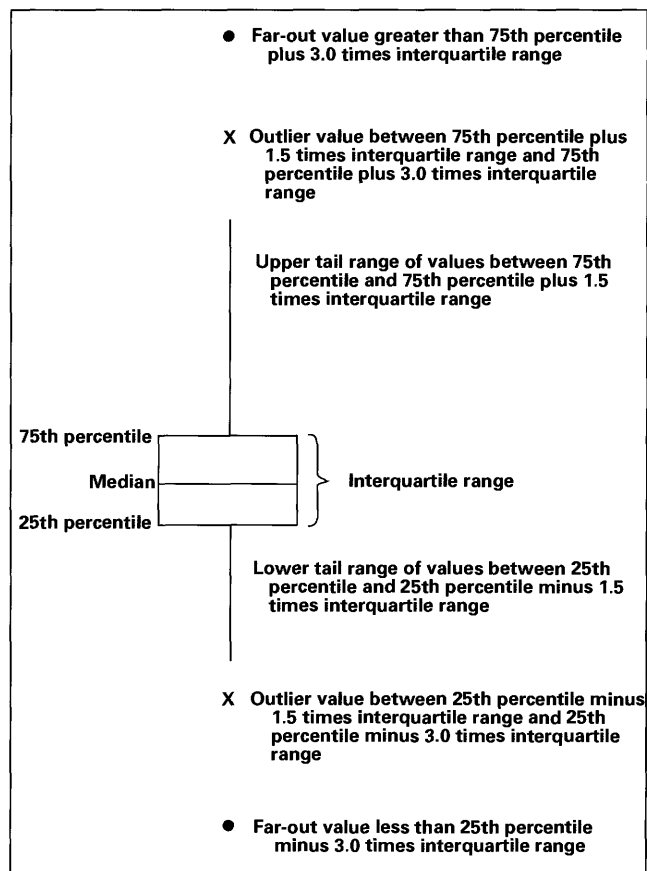 ● Far-out value greater than 75th percentile
plus 3.0 times interquartile range
X Outlier value between 75th percentile plus
1.5 times interquartile range and 75th
percentile plus 3.0 times interquartile
range
Upper tail range of values between 75th
percentile and 75th percentile plus 1.5
times interquartile range
75th percentile
Median
Interquartile range
25th percentile
Lower tail range of values between 25th
percentile and 25th percentile minus 1.5
times interquartile range
X Outlier value between 25th percentile minus
1.5 times interquartile range and 25th
percentile minus 3.0 times interquartile
range
● Far-out value less than 25th percentile
minus 3.0 times interquartile range